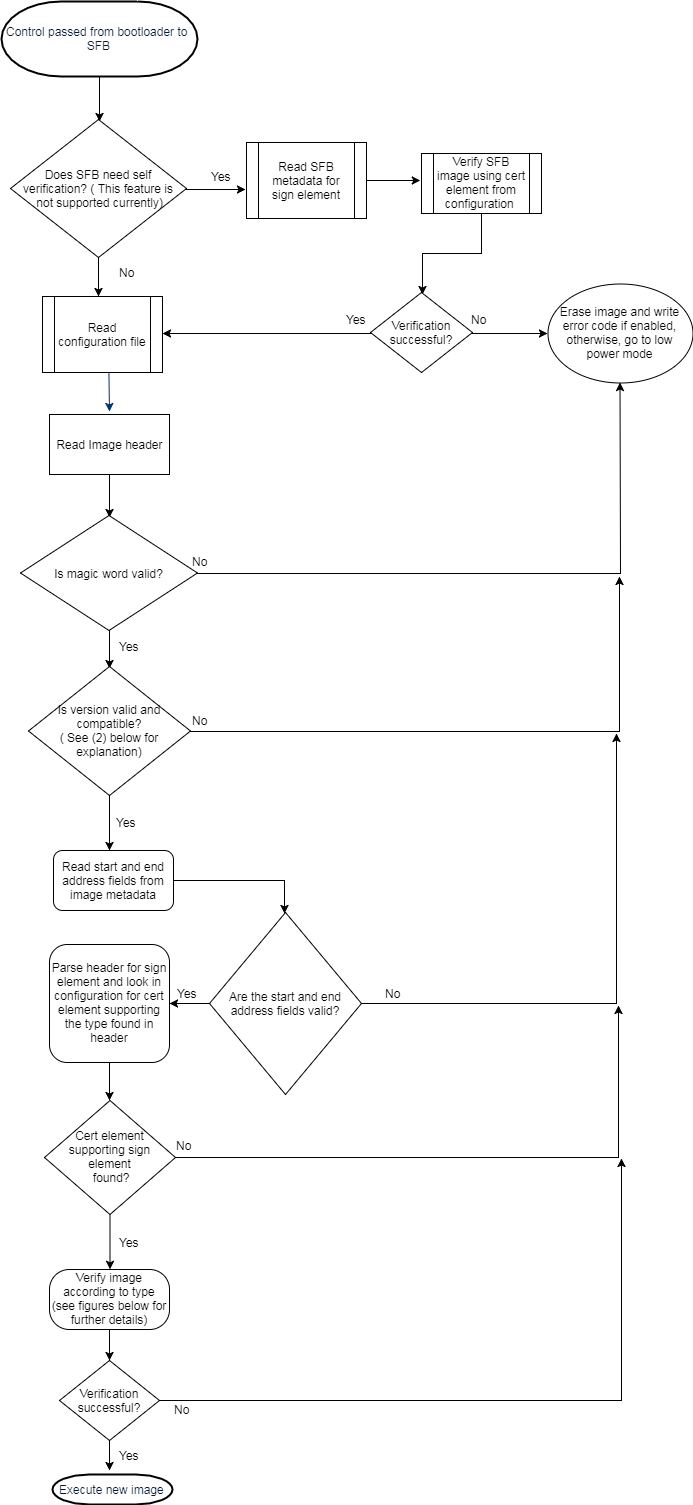 Control passed from bootloader to
SFB
Does SFB need self
verification? ( This feature is
not supported currently)
Yes
Read SFB
metadata for
sign element
Verify SFB
image using cert
element from
configuration
No
Read
configuration file
Yes
Verification
successful?
No
Erase image and write
error code if enabled,
otherwise, go to low
power mode
Read Image header
Is magic word valid?
No
Yes
Is version valid and
compatible?
( See (2) below for
explanation)
No
Yes
Read start and end
address fields from
image metadata
Parse header for sign
element and look in
configuration for cert
element supporting
the type found in
header
Yes
Are the start and end
address fields valid?
No
Cert element
supporting sign
element
found?
No
Yes
Verify image
according to type
(see figures below for
further details)
Verification
successful?
No
Yes
Execute new image